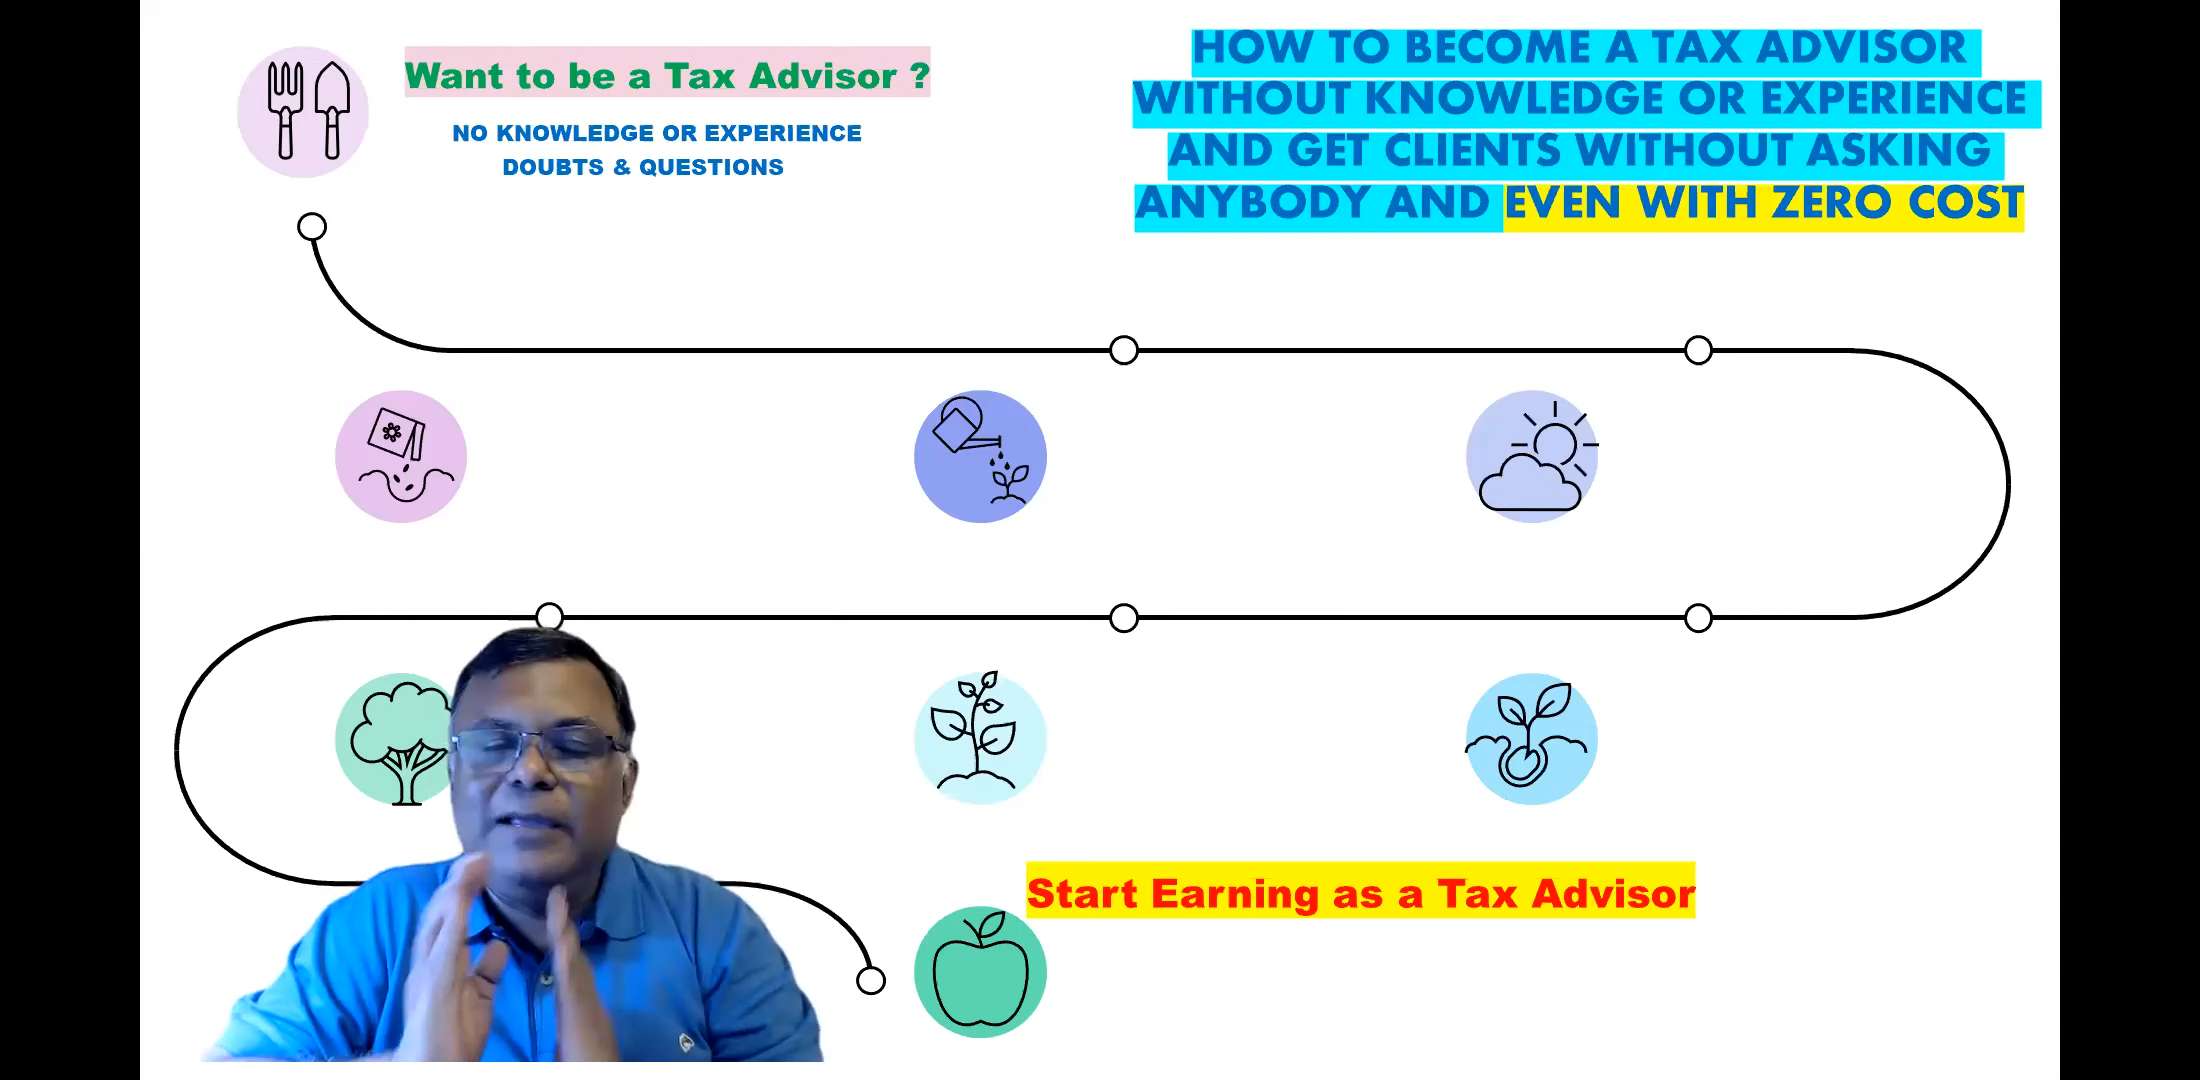 Want to be a Tax Advisor ?
NO KNOWLEDGE OR EXPERIENCE
DOUBTS & QUESTIONS
HOW TO BECOME A TAX ADVISOR
WITHOUT KNOWLEDGE OR EXPERIENCE
AND GET CLIENTS WITHOUT ASKING
ANYBODY AND EVEN WITH ZERO COST
Start Earning as a Tax Advisor